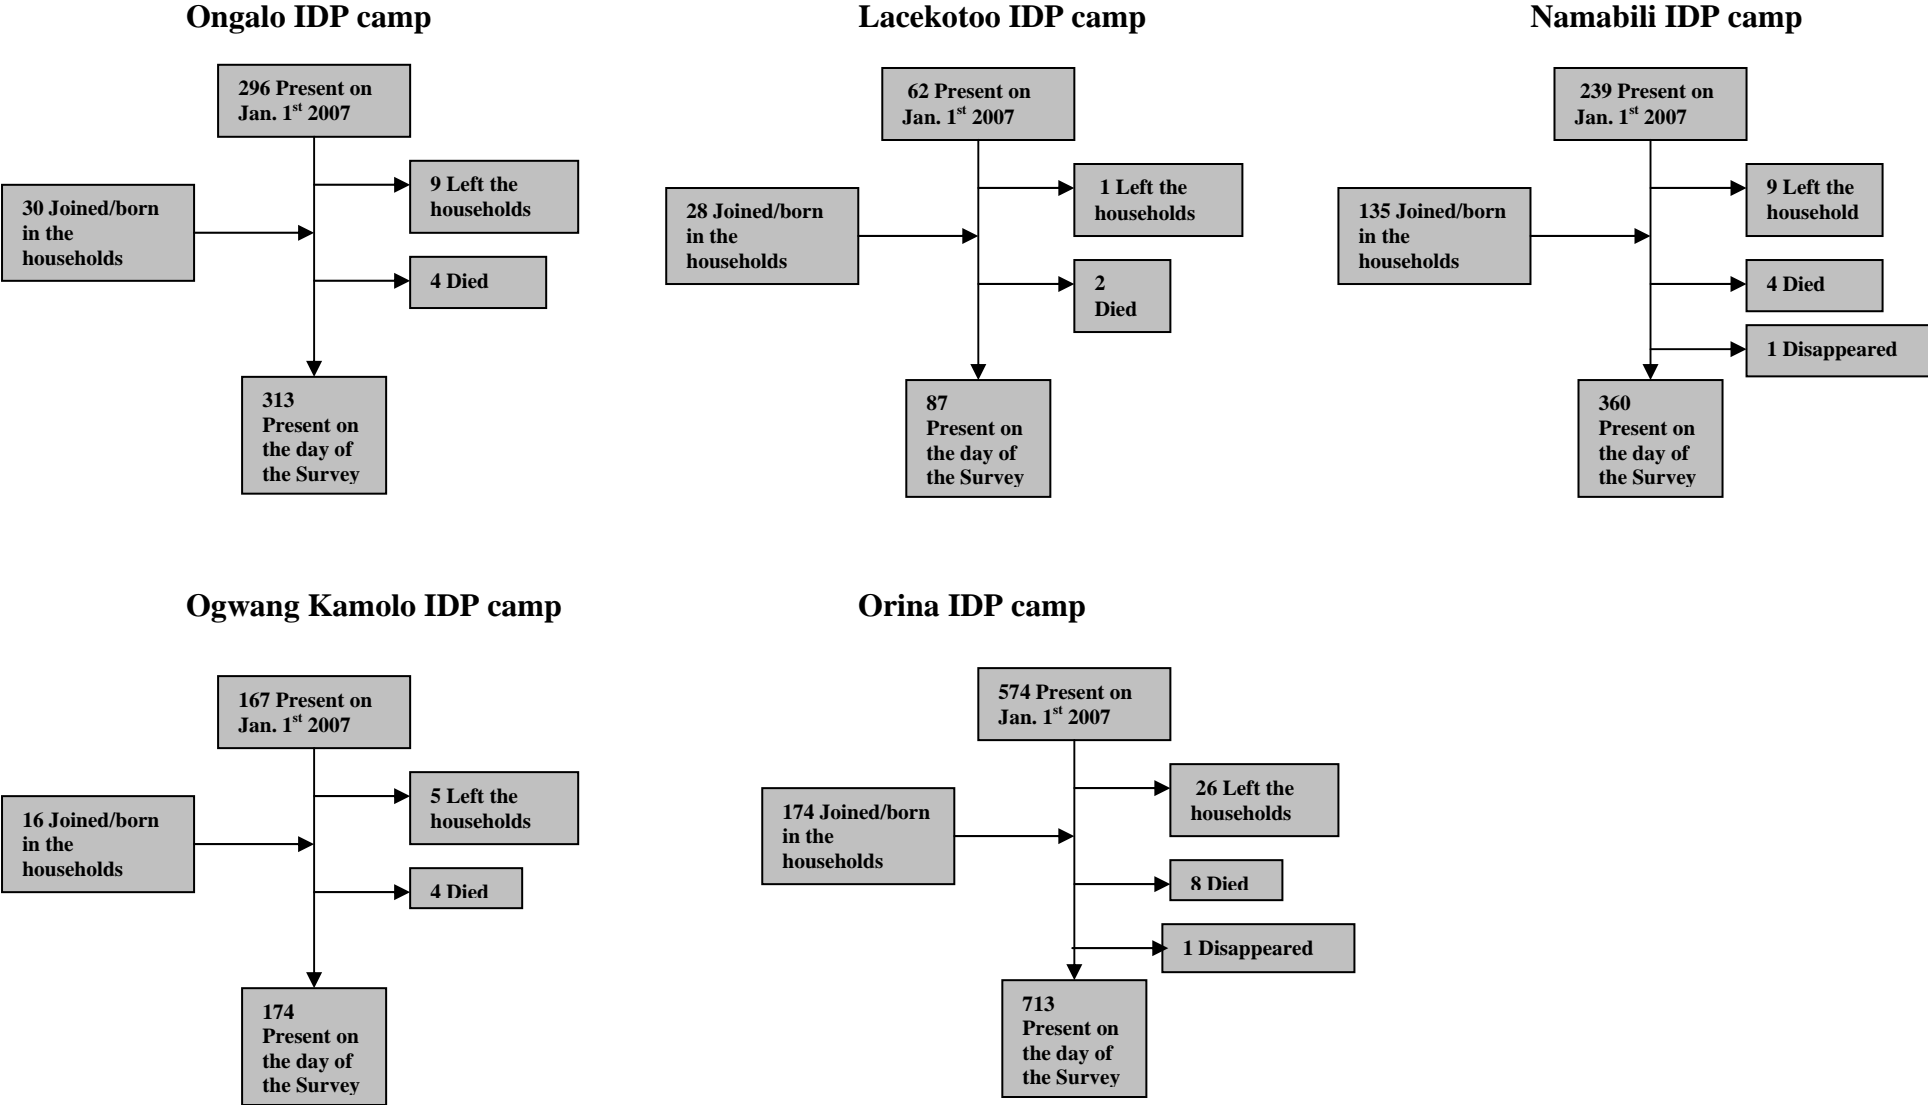 Ongalo IDP camp
296 Present on
Jan. 1st 2007
9 Left the
households
30 Joined/born
in the
households
4 Died
313
Present on
the day of
the Survey
Lacekotoo IDP camp
62 Present on
Jan. 1st 2007
1 Left the
households
28 Joined/born
in the
households
2
Died
87
Present on
the day of
the Survey
Namabili IDP camp
239 Present on
Jan. 1st 2007
9 Left the
household
135 Joined/born
in the
households
4 Died
1 Disappeared
360
Present on
the day of
the Survey
Ogwang Kamolo IDP camp
167 Present on
Jan. 1st 2007
5 Left the
households
16 Joined/born
in the
households
4 Died
174
Present on
the day of
the Survey
Orina IDP camp
574 Present on
Jan. 1st 2007
26 Left the
households
174 Joined/born
in the
households
8 Died
1 Disappeared
713
Present on
the day of
the Survey